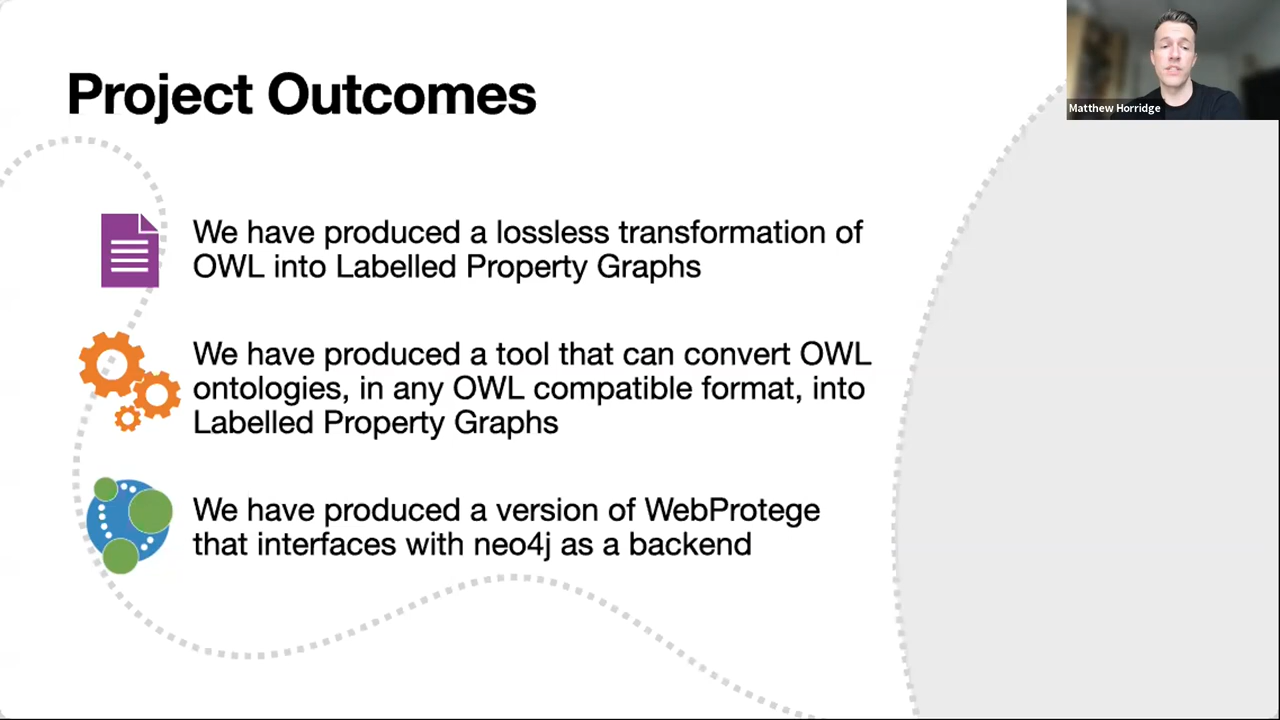 Project Outcomes
Matthew Horridge
We have produced a lossless transformation of
OWL into Labelled Property Graphs
We have produced a tool that can convert OWL
ontologies, in any OWL compatible format, into
Labelled Property Graphs
We have produced a version of WebProtege
that interfaces with neo4j as a backend